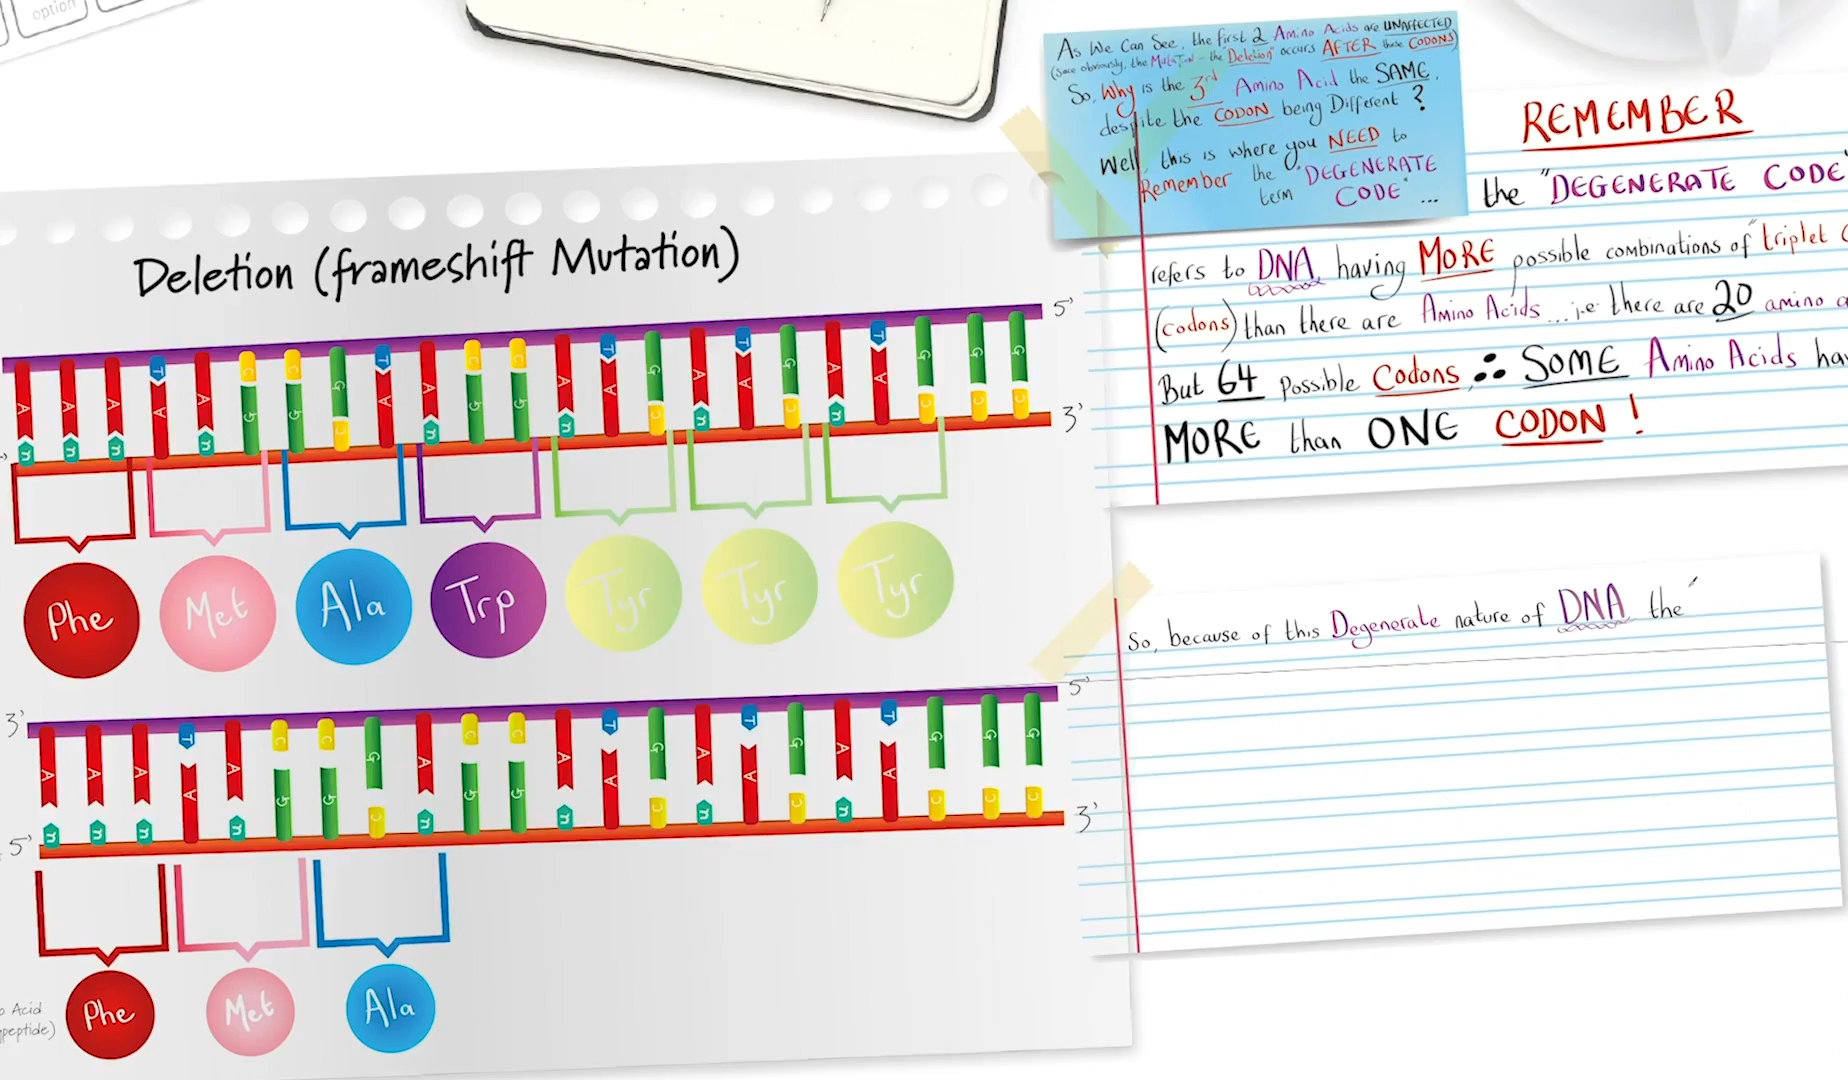 option
As We Can See, the first 2 Amino Acids are UNAFFECTED
(Since obviously, the Mutation - the "Deletion" occurs AFTER these CODONS)
So, Why is the 3rd Amino Acid the SAME,
despite the CODON being Different?
Well, this is where you NEED to
Remember the "DEGENERATE
term CODE" ...
REMEMBER
the "DEGENERATE CODE"
refers to DNA having MORE possible combinations of "triplet
(codons) than there are Amino Acids... i.e there are 20 amino
But 64 possible Codons ∴ SOME Amino Acids have
MORE than ONE CODON!
Deletion (frameshift Mutation)
5'
A A A T A C C G T A C C A T G A T G A T G G G
U U U A U G G C A U G G U A C U A C U A C C C
3'
Phe Met Ala Trp Tyr Tyr Tyr
So, because of this Degenerate nature of DNA the
3' 5'
A A A T A C C G A C C A T G A T G A T G G G
U U U A U G G C U G G U A C U A C U A C C C
5' 3'
Acid
Phe Met Ala